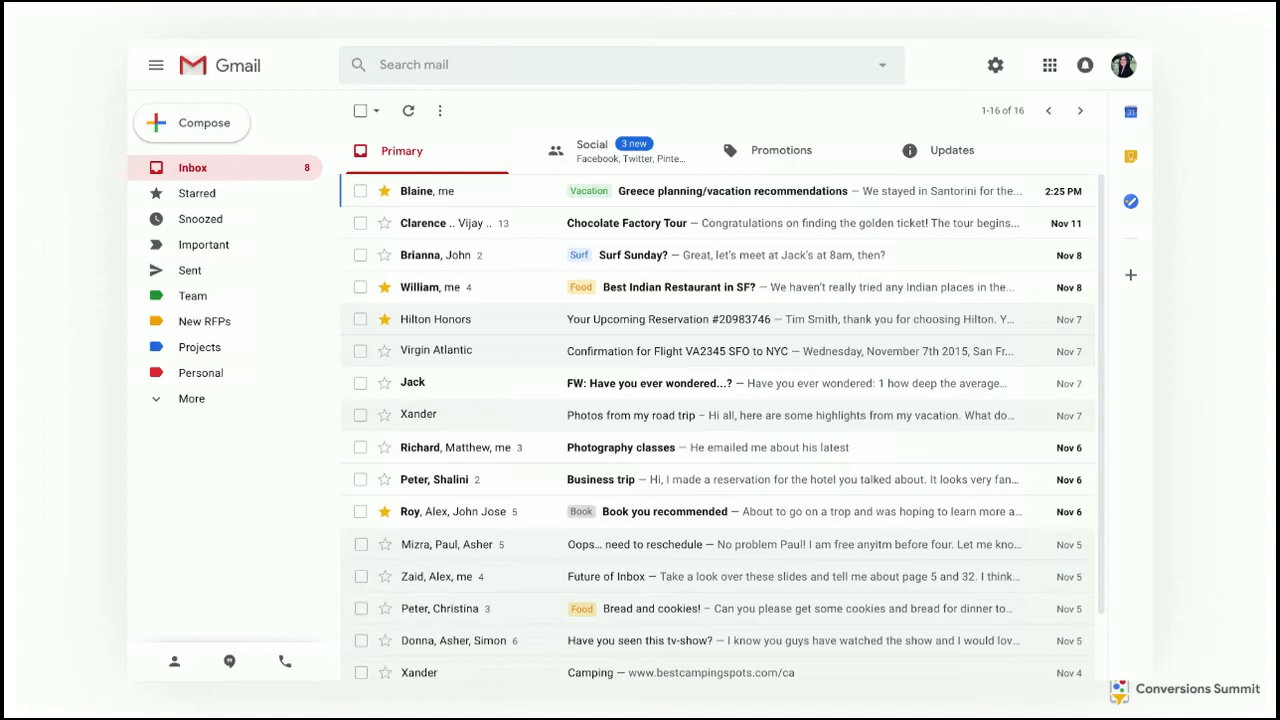 Gmail
Search mail
Compose
1-16 of 16
Inbox 8
Starred
Snoozed
Important
Sent
Team
New RFPs
Projects
Personal
More
Primary
Social 3 new
Facebook, Twitter, Pinte...
Promotions
Updates
31
Blaine, me Vacation Greece planning/vacation recommendations — We stayed in Santorini for the... 2:25 PM
Clarence .. Vijay .. 13 Chocolate Factory Tour — Congratulations on finding the golden ticket! The tour begins... Nov 11
Brianna, John 2 Surf Surf Sunday? — Great, let's meet at Jack's at 8am, then? Nov 8
William, me 4 Food Best Indian Restaurant in SF? — We haven't really tried any Indian places in the... Nov 8
Hilton Honors Your Upcoming Reservation #20983746 — Tim Smith, thank you for choosing Hilton. Y... Nov 7
Virgin Atlantic Confirmation for Flight VA2345 SFO to NYC — Wednesday, November 7th 2015, San Fr... Nov 7
Jack FW: Have you ever wondered...? — Have you ever wondered: 1 how deep the average... Nov 7
Xander Photos from my road trip — Hi all, here are some highlights from my vacation. What do... Nov 7
Richard, Matthew, me 3 Photography classes — He emailed me about his latest Nov 6
Peter, Shalini 2 Business trip — Hi, I made a reservation for the hotel you talked about. It looks very fan... Nov 6
Roy, Alex, John Jose 5 Book Book you recommended — About to go on a trop and was hoping to learn more a... Nov 6
Mizra, Paul, Asher 5 Oops... need to reschedule — No problem Paul! I am free anyitm before four. Let me kno... Nov 5
Zaid, Alex, me 4 Future of Inbox — Take a look over these slides and tell me about page 5 and 32. I think... Nov 5
Peter, Christina 3 Food Bread and cookies! — Can you please get some cookies and bread for dinner to... Nov 5
Donna, Asher, Simon 6 Have you seen this tv-show? — I know you guys have watched the show and I would lov... Nov 5
Xander Camping — www.bestcampingspots.com/ca Nov 4
Conversions Summit